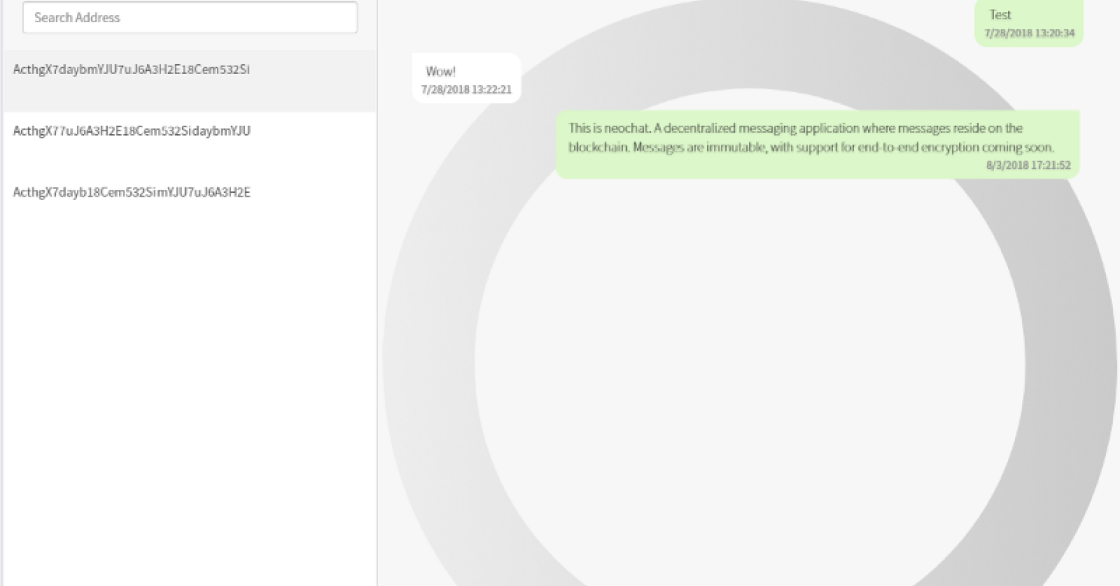 Search Address
ActhgX7daybmYJU7uJ6A3H2E18Cem532Si
ActhgX77uJ6A3H2E18Cem532SidaybmYJU
ActhgX7dayb18Cem532SimYJU7uJ6A3H2E
Test
7/28/2018 13:20:34
Wow!
7/28/2018 13:22:21
This is neochat. A decentralized messaging application where messages reside on the
blockchain. Messages are immutable, with support for end-to-end encryption coming soon.
8/3/2018 17:21:52